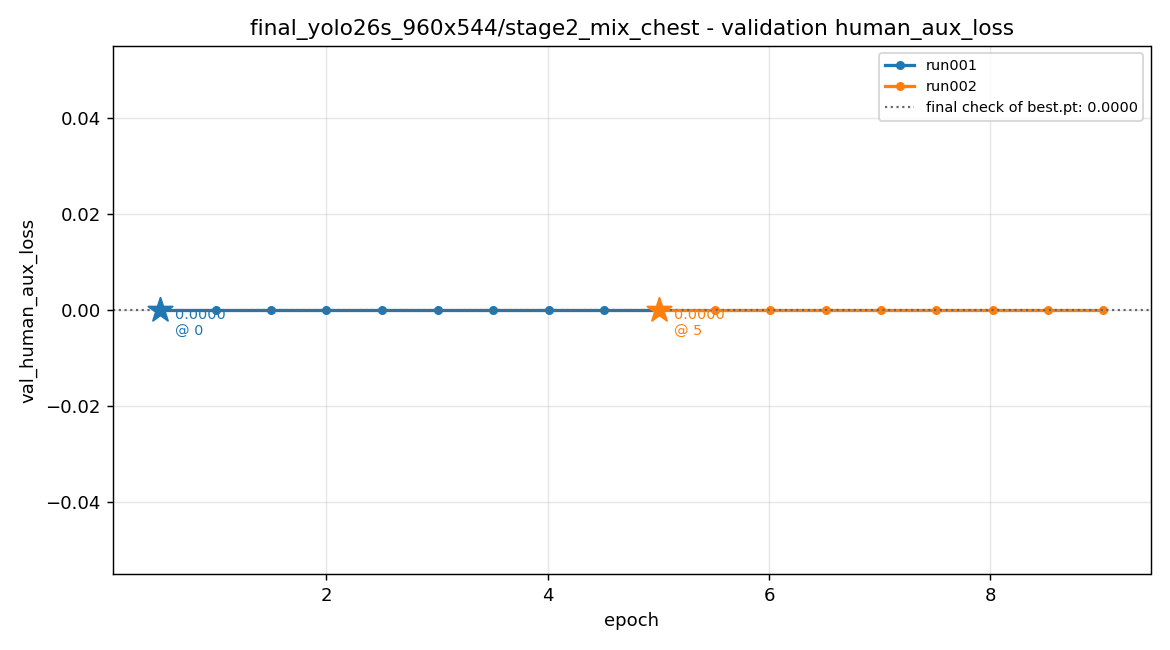 final_yolo26s_960x544/stage2_mix_chest - validation human_aux_loss
run001
run002
final check of best.pt: 0.0000
val_human_aux_loss
0.04
0.02
0.00
−0.02
−0.04
0.0000
@ 0
0.0000
@ 5
2
4
6
8
epoch